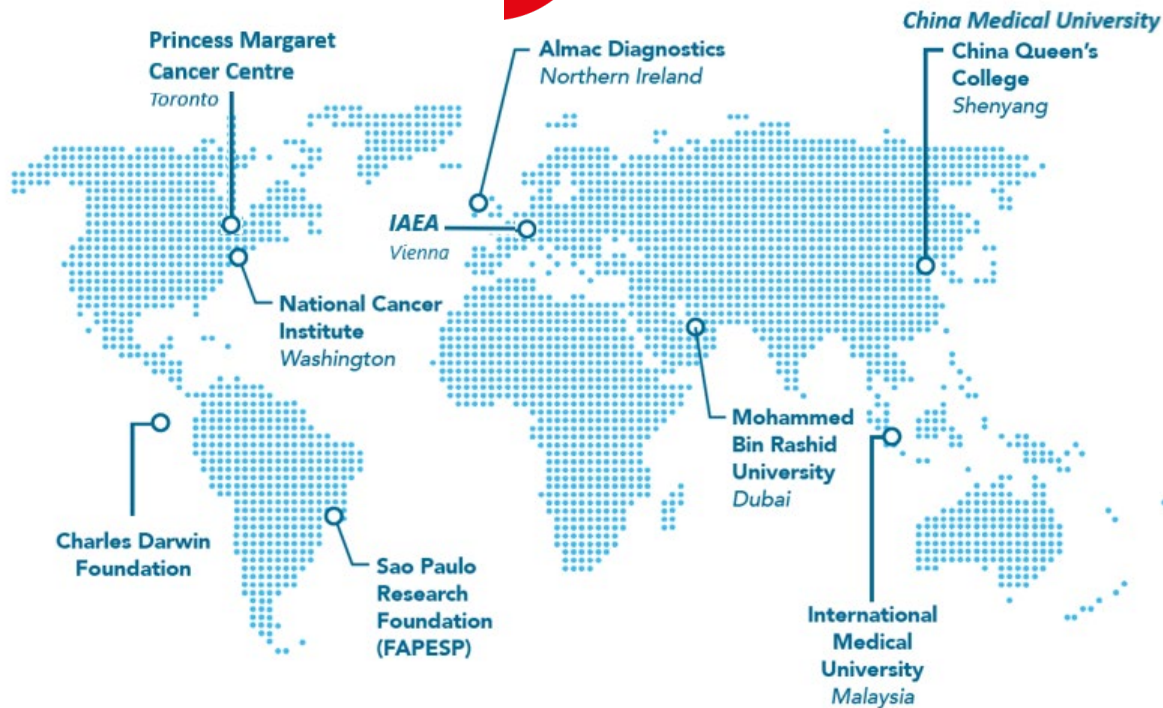 China Medical University
Princess Margaret
Cancer Centre
Toronto
Almac Diagnostics
Northern Ireland
China Queen's
College
Shenyang
IAEA
Vienna
National Cancer
Institute
Washington
Mohammed
Bin Rashid
University
Dubai
Charles Darwin
Foundation
Sao Paulo
Research
Foundation
(FAPESP)
International
Medical
University
Malaysia